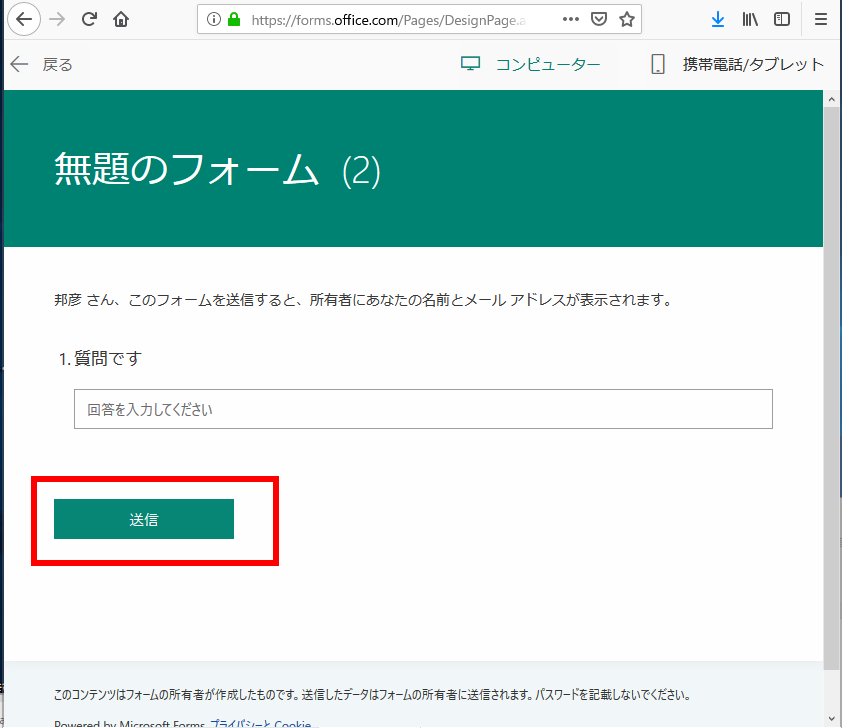 https://forms.office.com/Pages/DesignPage.a
戻る
コンピューター
携帯電話/タブレット
無題のフォーム (2)
邦彦 さん、このフォームを送信すると、所有者にあなたの名前とメール アドレスが表示されます。
1. 質問です
回答を入力してください
送信
このコンテンツはフォームの所有者が作成したものです。送信したデータはフォームの所有者に送信されます。パスワードを記載しないでください。
Powered by Microsoft Forms プライバシーと Cookie